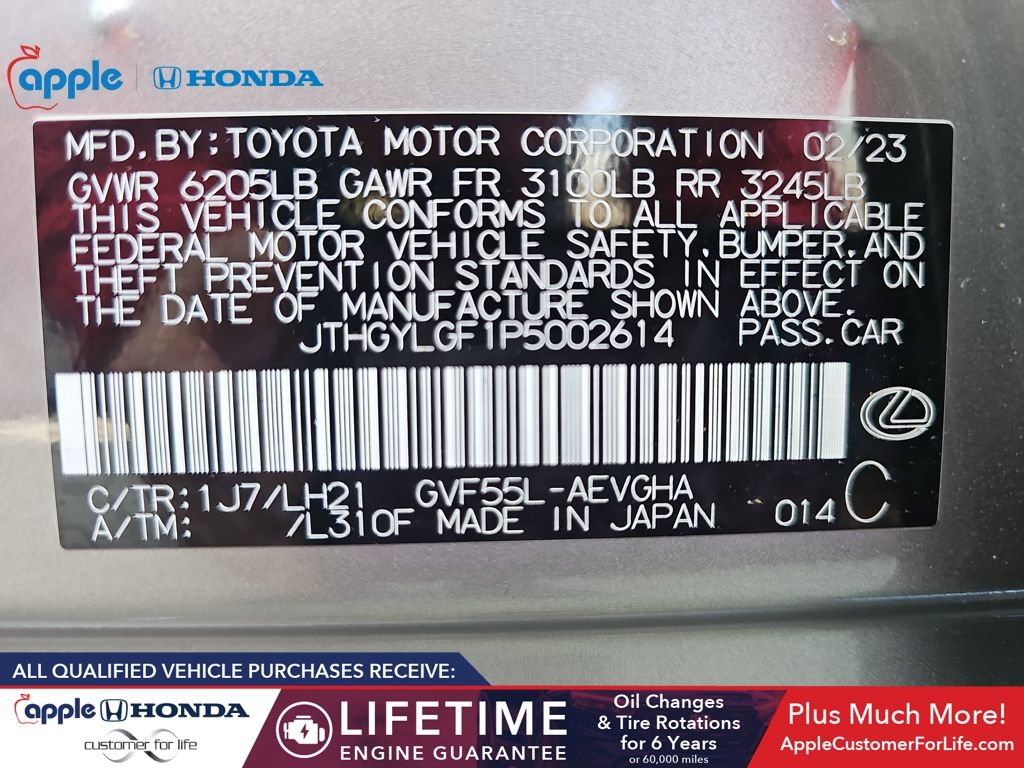 apple HONDA
MFD. BY: TOYOTA MOTOR CORPORATION 02/23
GVWR 6205LB GAWR FR 3100LB RR 3245LB
THIS VEHICLE CONFORMS TO ALL APPLICABLE
FEDERAL MOTOR VEHICLE SAFETY, BUMPER, AND
THEFT PREVENTION STANDARDS IN EFFECT ON
THE DATE OF MANUFACTURE SHOWN ABOVE.
JTHGYLGF1P5002614 PASS. CAR
C/TR: 1J7/LH21 GVF55L-AEVGHA
A/TM: /L310F MADE IN JAPAN 014 C
ALL QUALIFIED VEHICLE PURCHASES RECEIVE:
apple HONDA
customer for life
LIFETIME
ENGINE GUARANTEE
Oil Changes
& Tire Rotations
for 6 Years
or 60,000 miles
Plus Much More!
AppleCustomerForLife.com